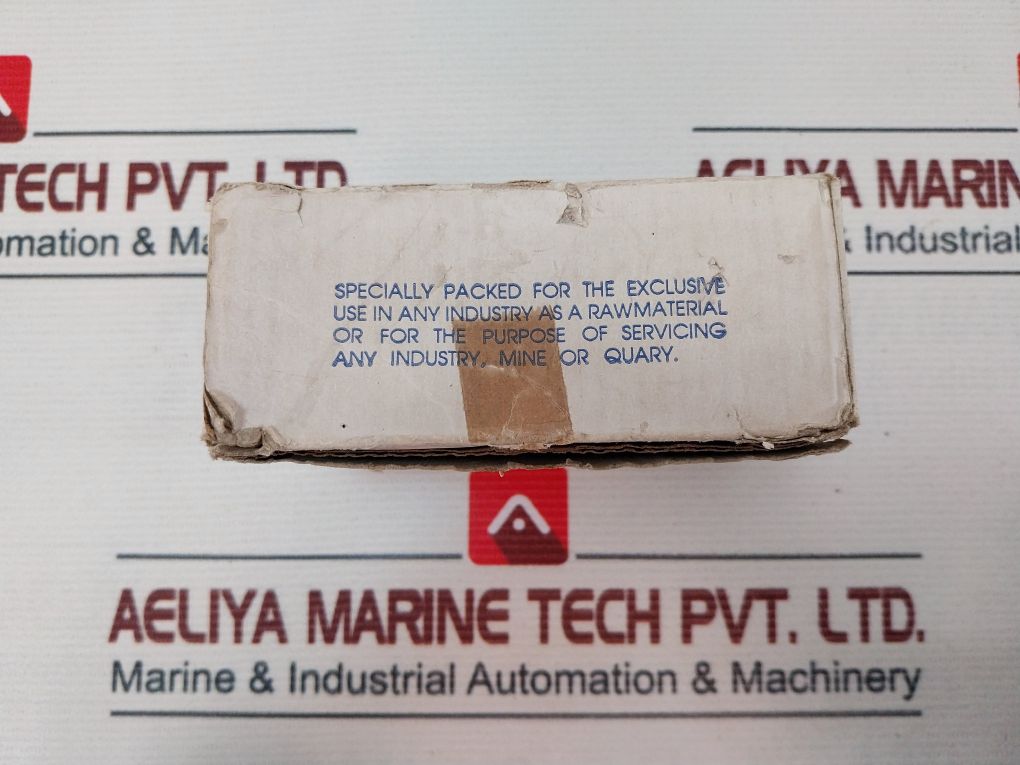 TECH PVT. LTD
omation & Ma
AELIYA MARIN
& Industrial
SPECIALLY PACKED FOR THE EXCLUSIVE
USE IN ANY INDUSTRY AS A RAWMATERIAL
OR FOR THE PURPOSE OF SERVICING
ANY INDUSTRY, MINE OR QUARY.
AELIYA MARINE TECH PVT. LTD.
Marine & Industrial Automation & Machinery